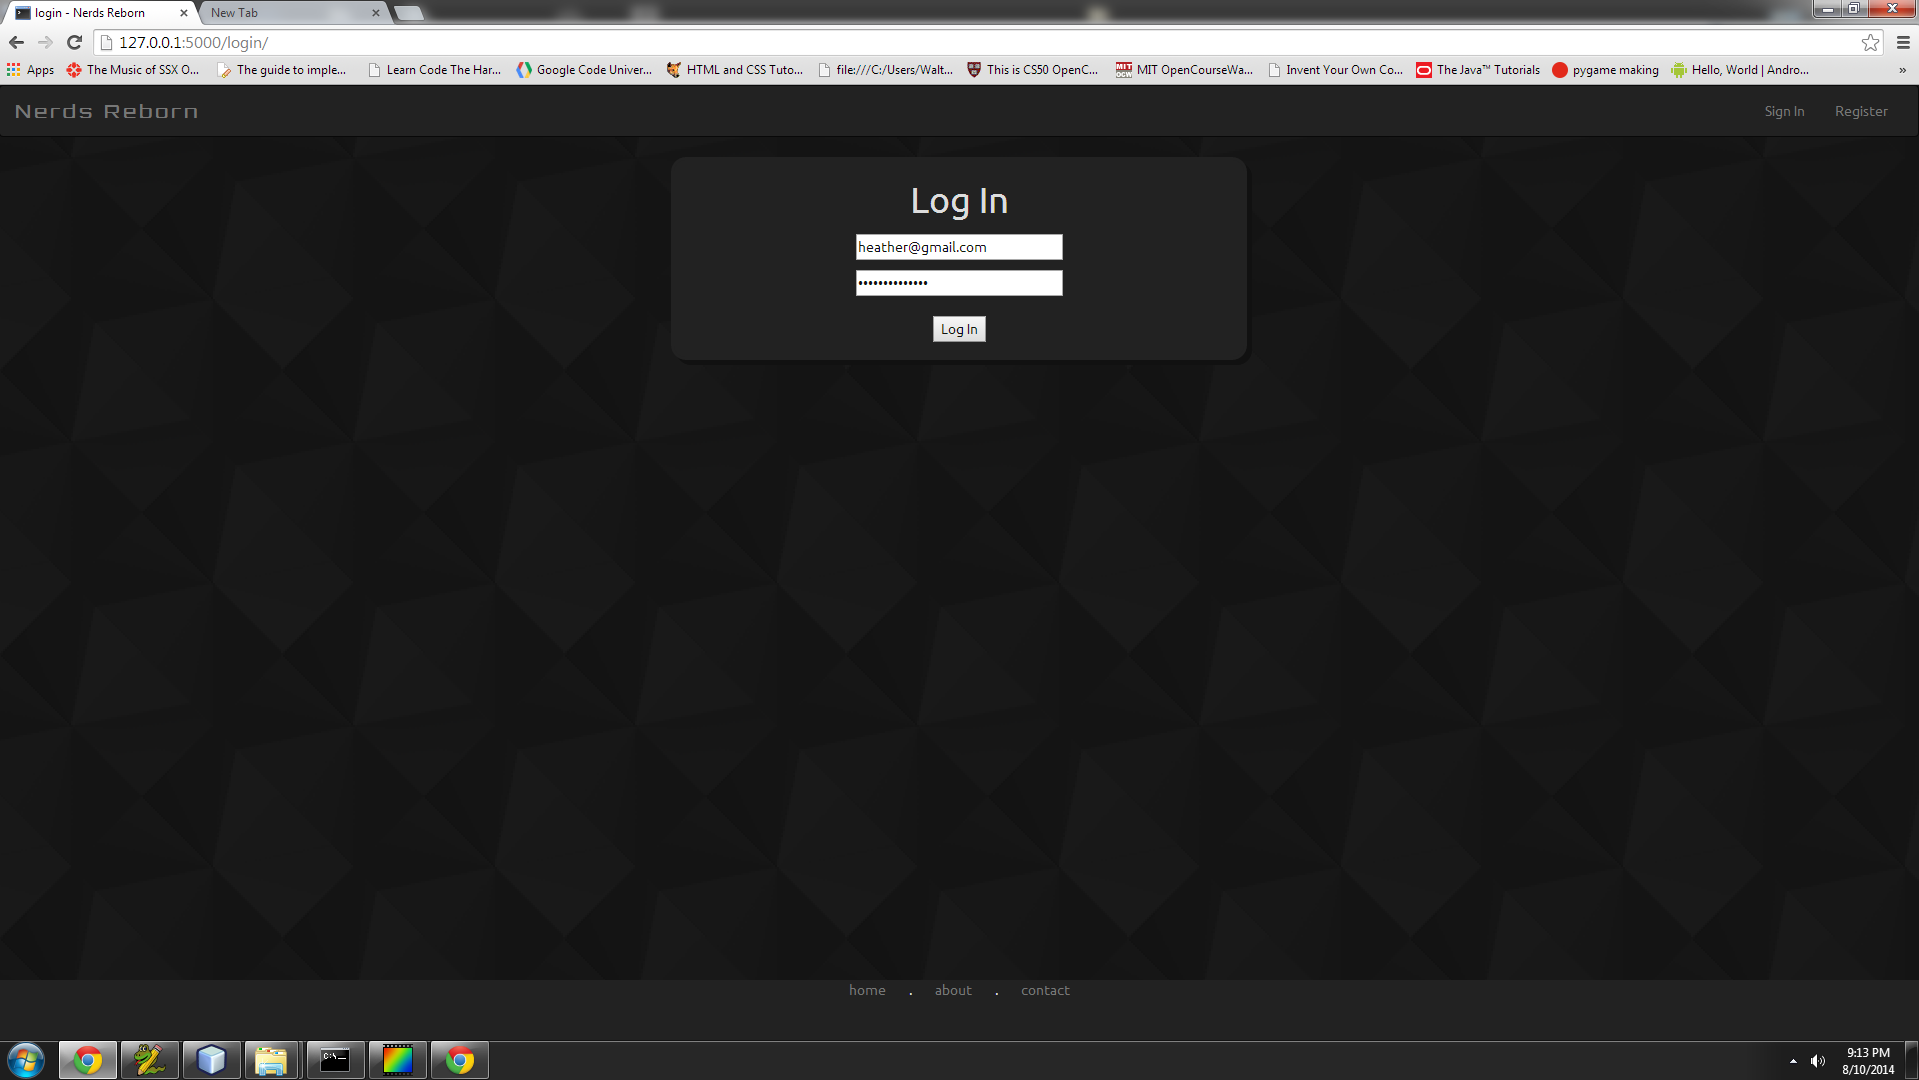 login - Nerds Reborn
New Tab
127.0.0.1:5000/login/
Apps The Music of SSX O... The guide to imple... Learn Code The Har... Google Code Univer... HTML and CSS Tuto... file:///C:/Users/Walt... This is CS50 OpenC... MIT OpenCourseWa... Invent Your Own Co... The Java™ Tutorials pygame making Hello, World | Andro... »
Nerds Reborn
Sign In Register
Log In
heather@gmail.com
••••••••••••••
Log In
home . about . contact
C:\_
9:13 PM
8/10/2014